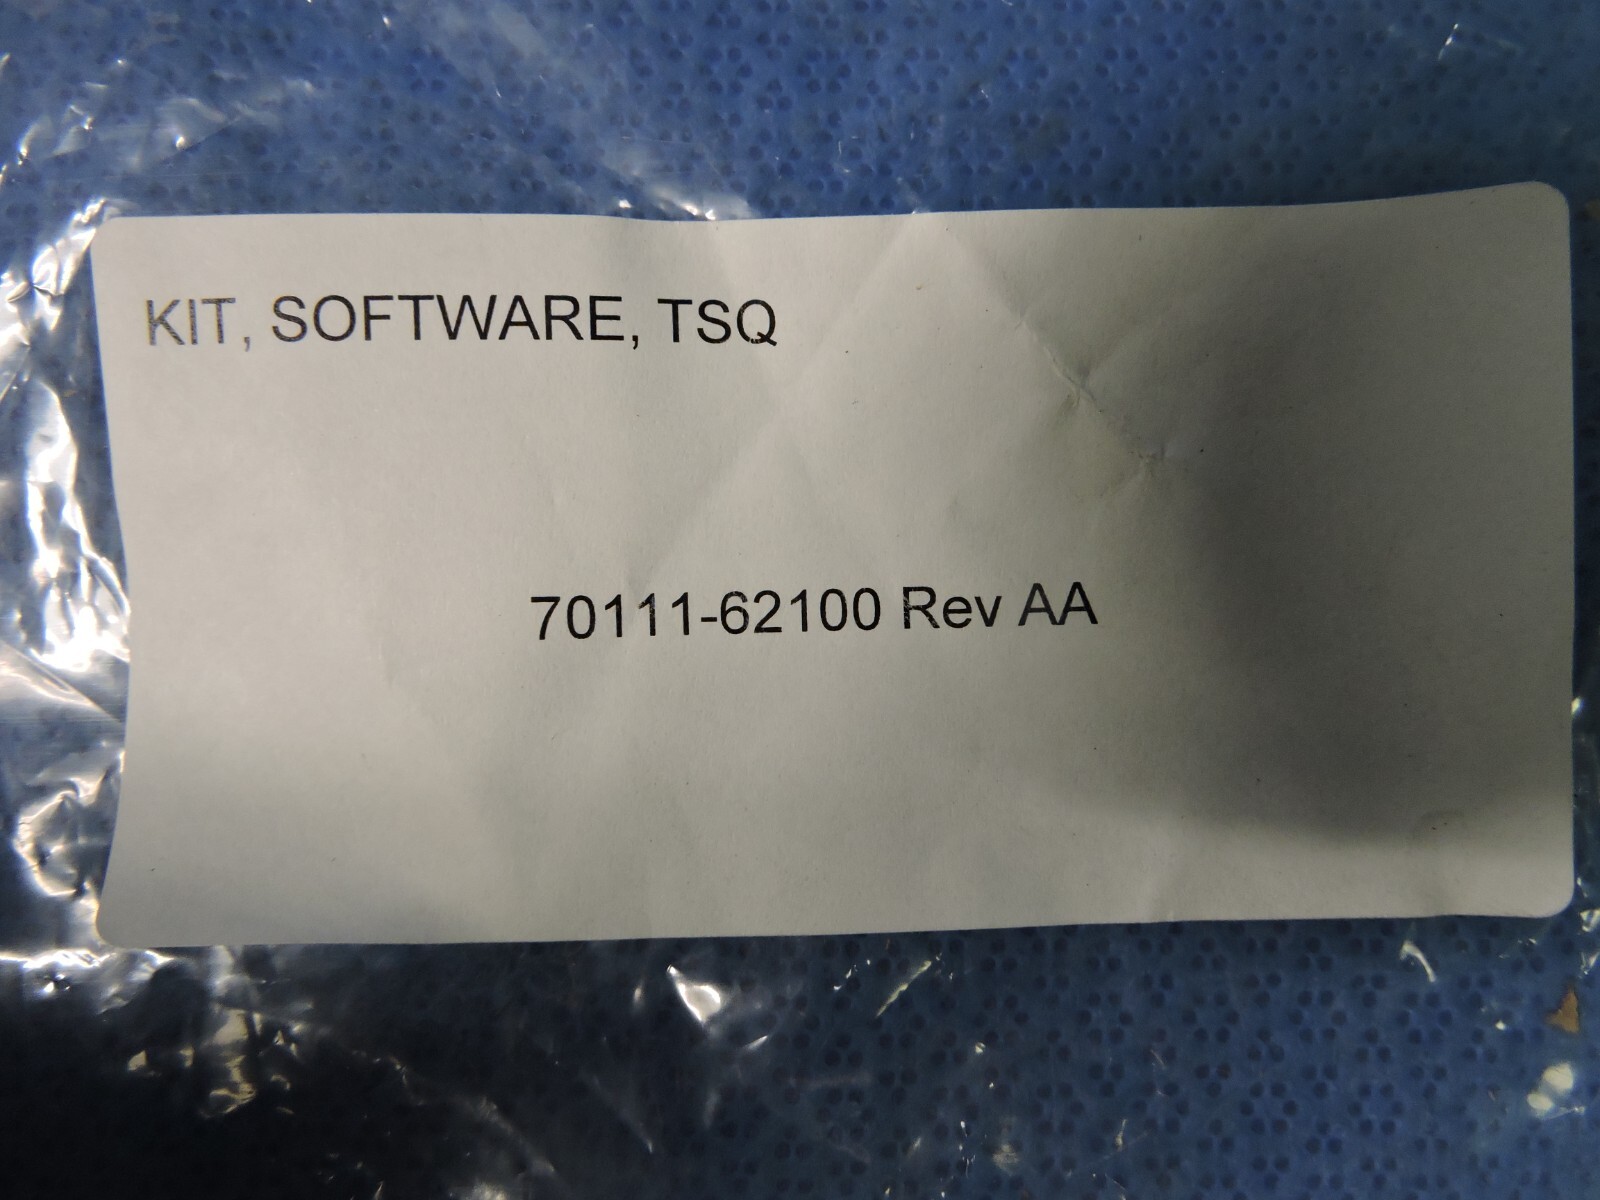 KIT, SOFTWARE, TSQ
70111-62100 Rev AA